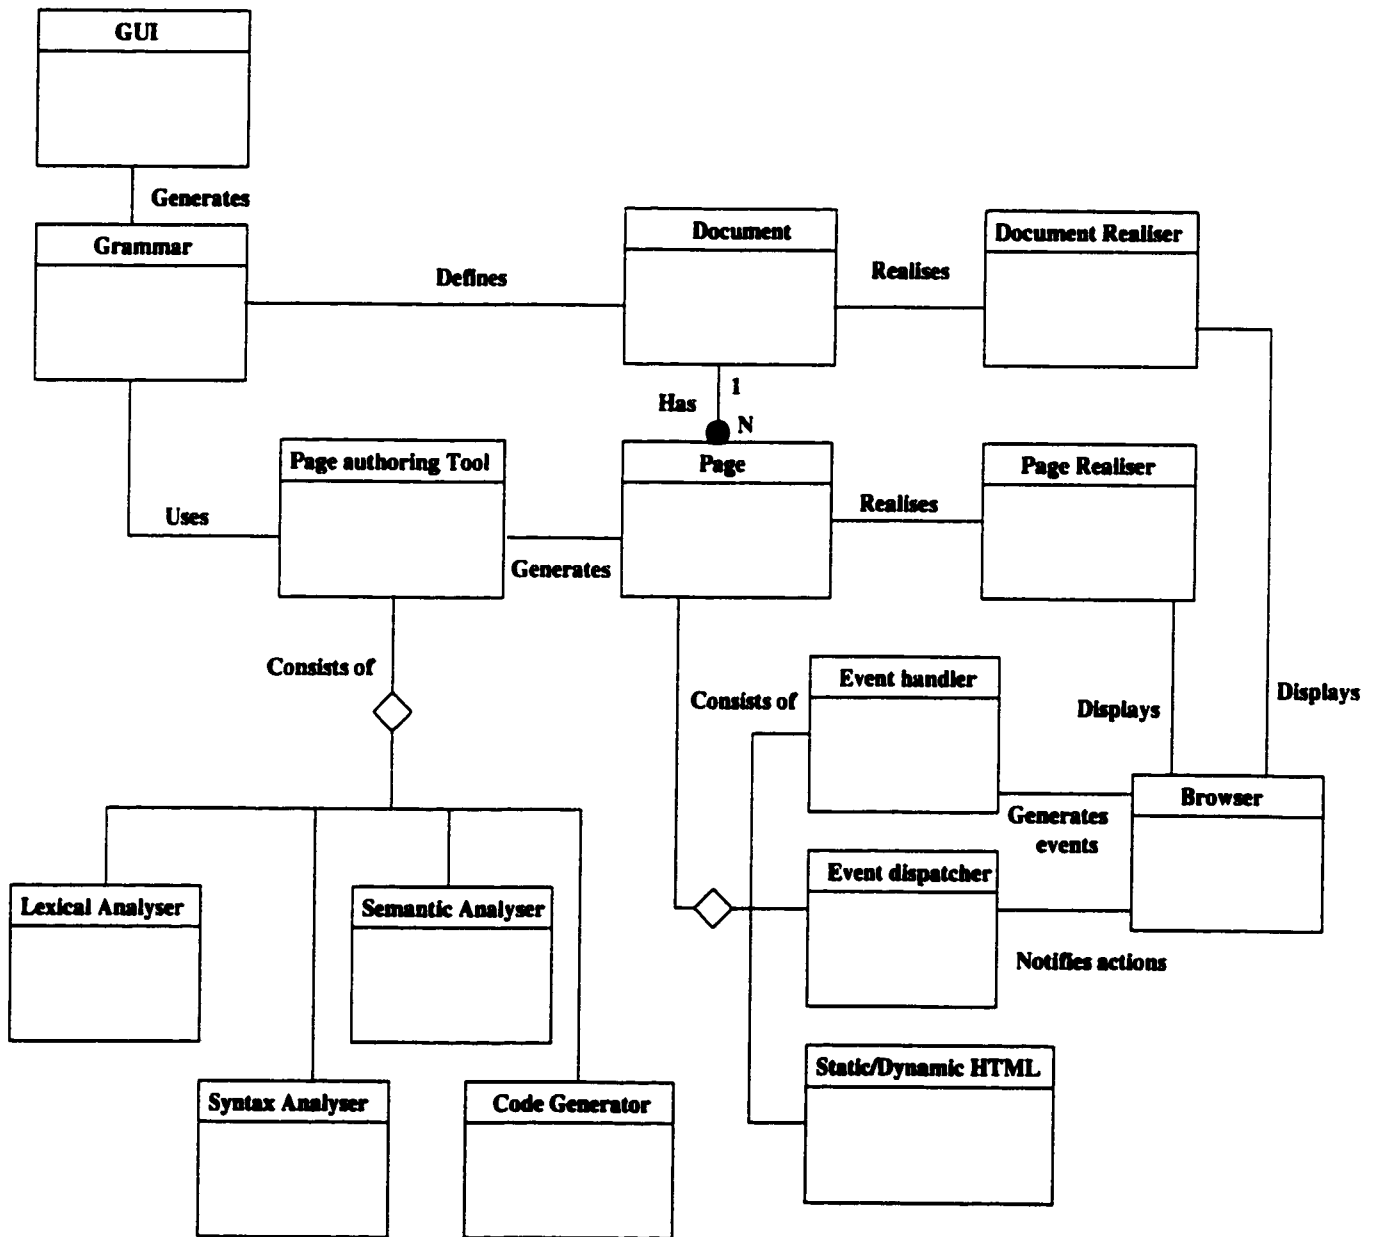 GUI
Generates
Grammar
Defines
Document
Realises
Document Realiser
Has
1
N
Uses
Page authoring Tool
Generates
Page
Realises
Page Realiser
Consists of
Consists of
Event handler
Displays
Displays
Generates
events
Browser
Event dispatcher
Notifies actions
Lexical Analyser
Semantic Analyser
Syntax Analyser
Code Generator
Static/Dynamic HTML